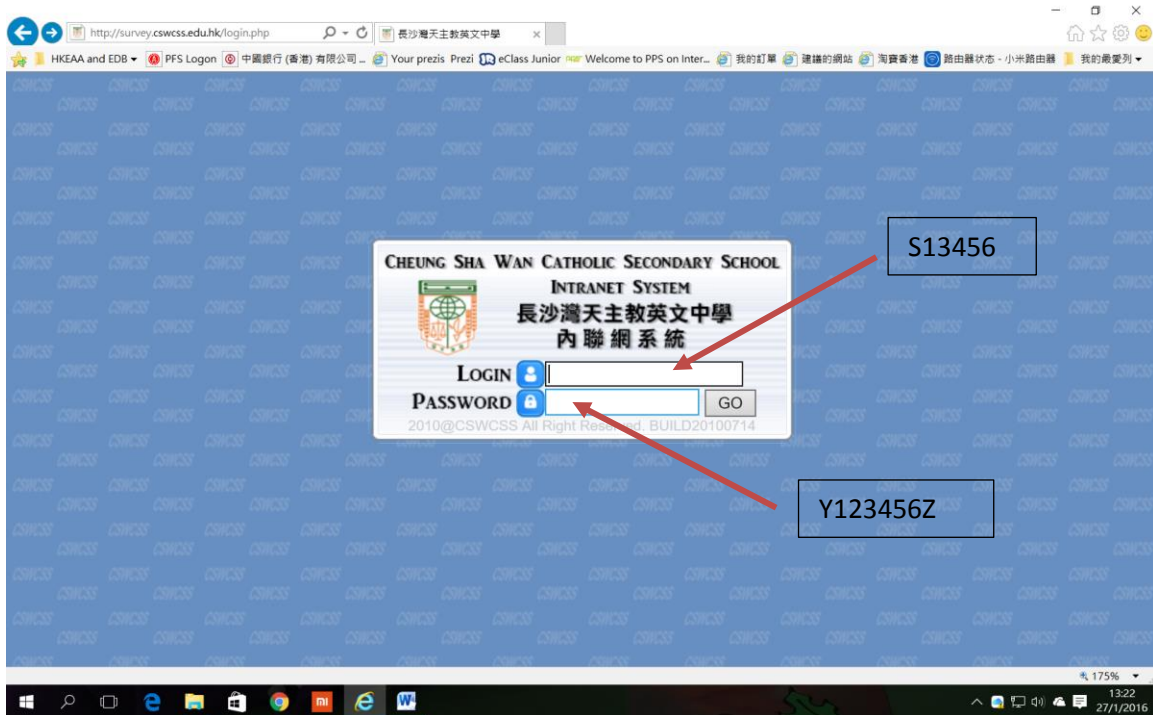 http://survey.cswcss.edu.hk/login.php
長沙灣天主教英文中學
HKEAA and EDB
PFS Logon
中國銀行 (香港) 有限公司 ...
Your prezis Prezi
eClass Junior
Welcome to PPS on Inter...
我的訂單
建議的網站
淘寶香港
路由器状态 - 小米路由器
我的最愛列
CHEUNG SHA WAN CATHOLIC SECONDARY SCHOOL
INTRANET SYSTEM
長沙灣天主教英文中學
內聯網系統
LOGIN
PASSWORD
GO
2010@CSWCSS All Right Reserved. BUILD20100714
S13456
Y123456Z
175%
13:22
27/1/2016